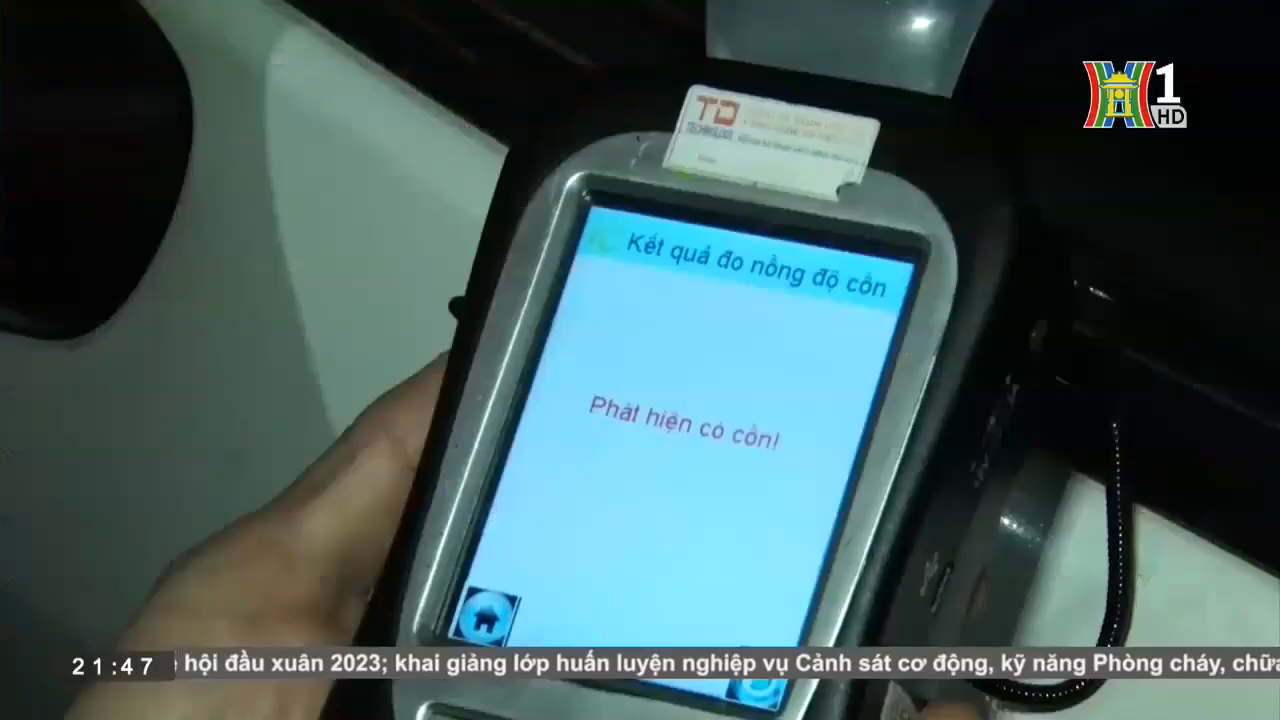 1
HD
TD
TECHNOLOGY
Kết quả đo nồng độ cồn
Phát hiện có cồn!
21:47
hội đầu xuân 2023; khai giảng lớp huấn luyện nghiệp vụ Cảnh sát cơ động, kỹ năng Phòng cháy, chữa